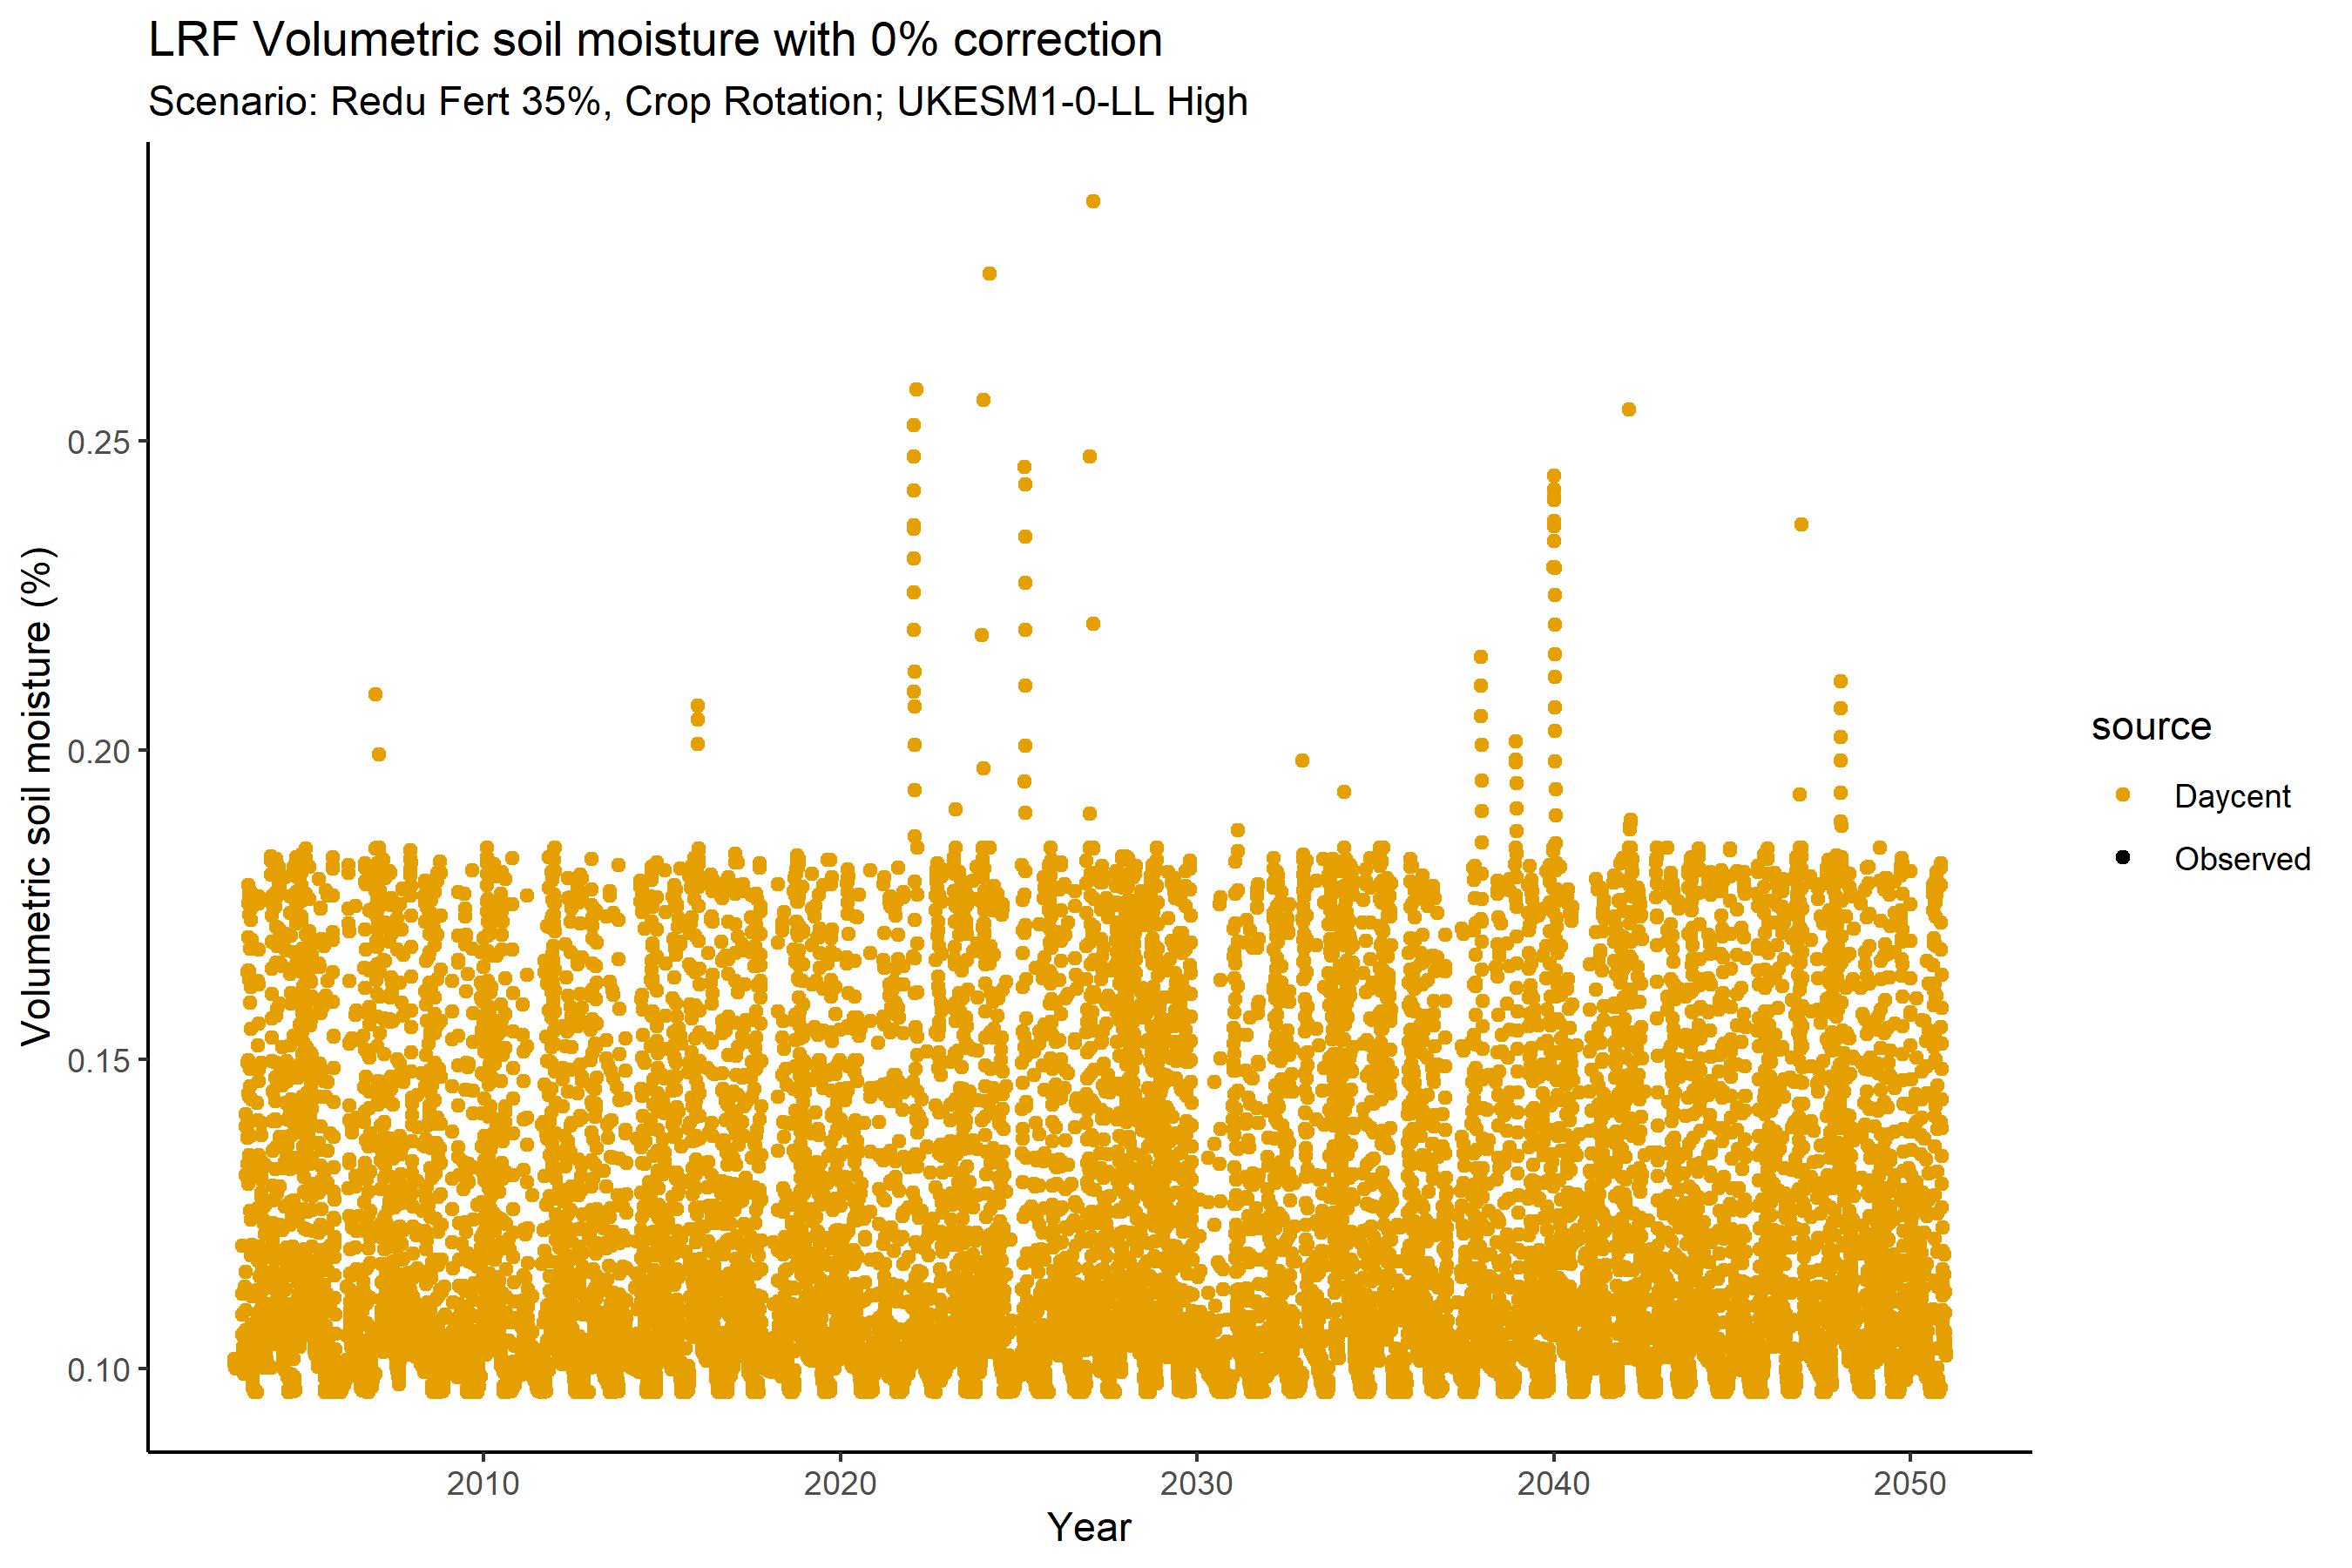 LRF Volumetric soil moisture with 0% correction
Scenario: Redu Fert 35%, Crop Rotation; UKESM1-0-LL High
Volumetric soil moisture (%)
0.25
0.20
0.15
0.10
2010
2020
2030
2040
2050
Year
source
Daycent
Observed